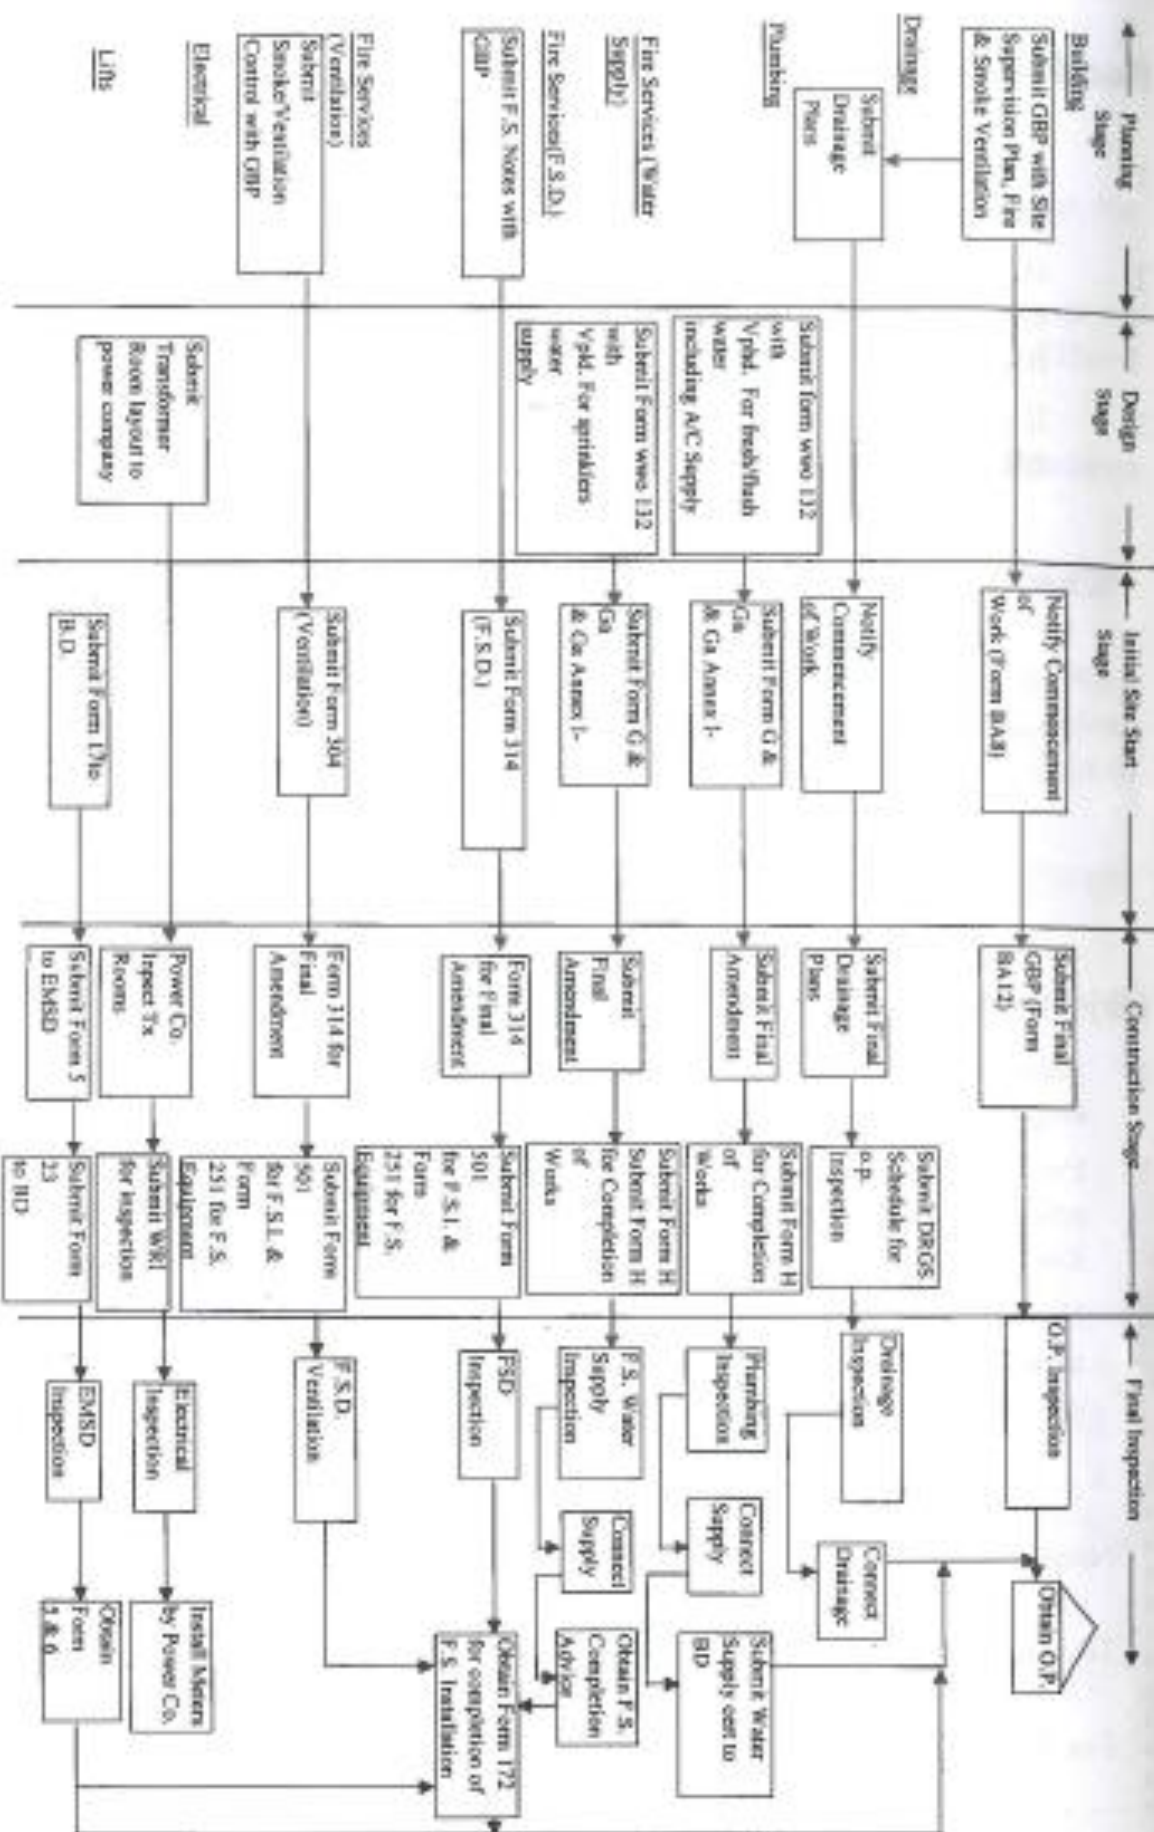 Planning
Stage
Design
Stage
Initial Site Start
Stage
Construction Stage
Final Inspection
Building
Submit GBP with Site
Supervision Plan, Fire
& Smoke Ventilation
Notify Commencement
of
Work (Form BA8)
Submit Final
GBP (Form
BA12)
O.P. Inspection
Obtain O.P.
Drainage
Submit
Drainage
Plans
Notify
Commencement
of Work
Submit Final
Drainage
Plans
Submit DRGS.
o.p.
Schedule for
Inspection
Drainage
Inspection
Connect
Drainage
Plumbing
Submit form wwo 132
with
Vpld. For fresh/flush
water
including A/C Supply
Submit Form G &
Ga
& Ga Annex I-
Submit Final
Amendment
Submit Form H
for Completion
of
Works
Plumbing
Inspection
Connect
Supply
Submit Water
Supply cert to
BD
Fire Services (Water
Supply)
Submit Form wwo 132
with
Vpld. For sprinklers
water
supply
Submit Form G &
Ga
& Ga Annex I-
Submit
Final
Amendment
Submit Form H
Submit Form H
for Completion
of
Works
F.S. Water
Supply
Inspection
Connect
Supply
Obtain F.S.
Completion
Advice
Fire Services(F.S.D.)
Submit F.S. Notes with
GBP
Submit Form 314
(F.S.D.)
Form 314
for Final
Amendment
Submit Form
501
for F.S.I. &
Form
251 for F.S.
Equipment
FSD
Inspection
Obtain Form 172
for completion of
F.S. Installation
Fire Services
(Ventilation)
Submit
Smoke/Ventilation
Control with GBP
Submit Form 304
(Ventilation)
Form 314 for
Final
Amendment
Submit Form
501
for F.S.I. &
Form
251 for F.S.
Equipment
F.S.D.
Ventilation
Electrical
Submit
Transformer
Room layout to
power company
Power Co.
Inpect Tx
Rooms
Submit WR1
for inspection
Electrical
Inspection
Install Meters
by Power Co.
Lifts
Submit Form 17to
B.D.
Submit Form 5
to EMSD
Submit Form
23
to BD
EMSD
Inspection
Obtain
Form
5 & 6